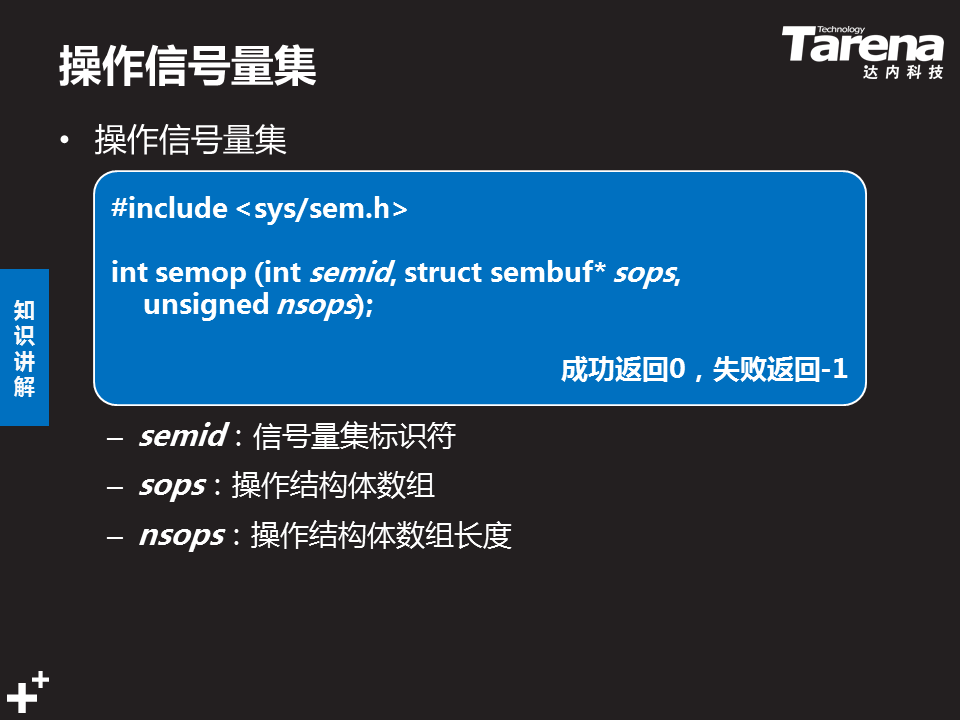 操作信号量集
Technology
Tarena
达内科技
• 操作信号量集
#include <sys/sem.h>
int semop (int semid, struct sembuf* sops,
unsigned nsops);
成功返回0，失败返回-1
知识讲解
– semid：信号量集标识符
– sops：操作结构体数组
– nsops：操作结构体数组长度